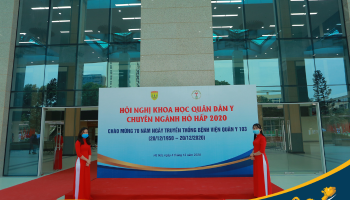 HỘI NGHỊ KHOA HỌC QUÂN DÂN Y
CHUYÊN NGÀNH HÔ HẤP 2020
CHÀO MỪNG 70 NĂM NGÀY TRUYỀN THỐNG BỆNH VIỆN QUÂN Y 103
(20/12/1950 – 20/12/2020)